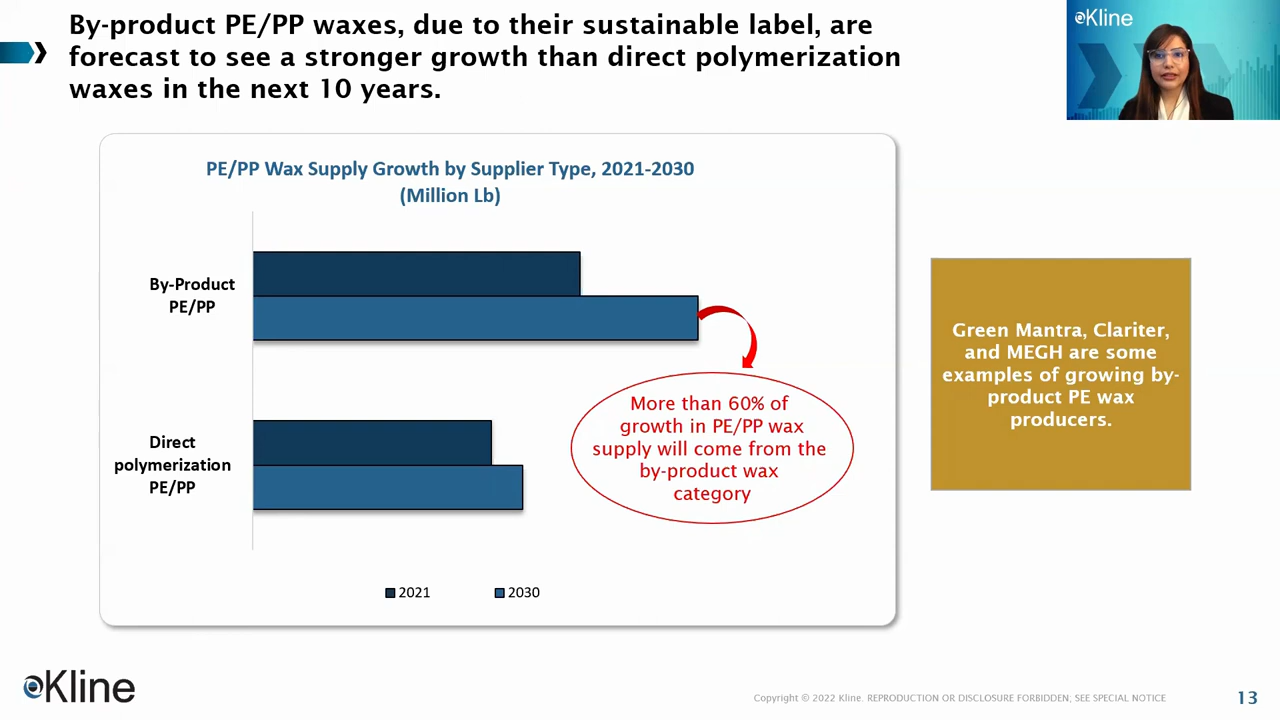 By-product PE/PP waxes, due to their sustainable label, are
forecast to see a stronger growth than direct polymerization
waxes in the next 10 years.
Kline
PE/PP Wax Supply Growth by Supplier Type, 2021-2030
(Million Lb)
By-Product
PE/PP
Direct
polymerization
PE/PP
More than 60% of
growth in PE/PP wax
supply will come from the
by-product wax
category
2021
2030
Green Mantra, Clariter,
and MEGH are some
examples of growing by-
product PE wax
producers.
Kline
Copyright © 2022 Kline. REPRODUCTION OR DISCLOSURE FORBIDDEN; SEE SPECIAL NOTICE
13